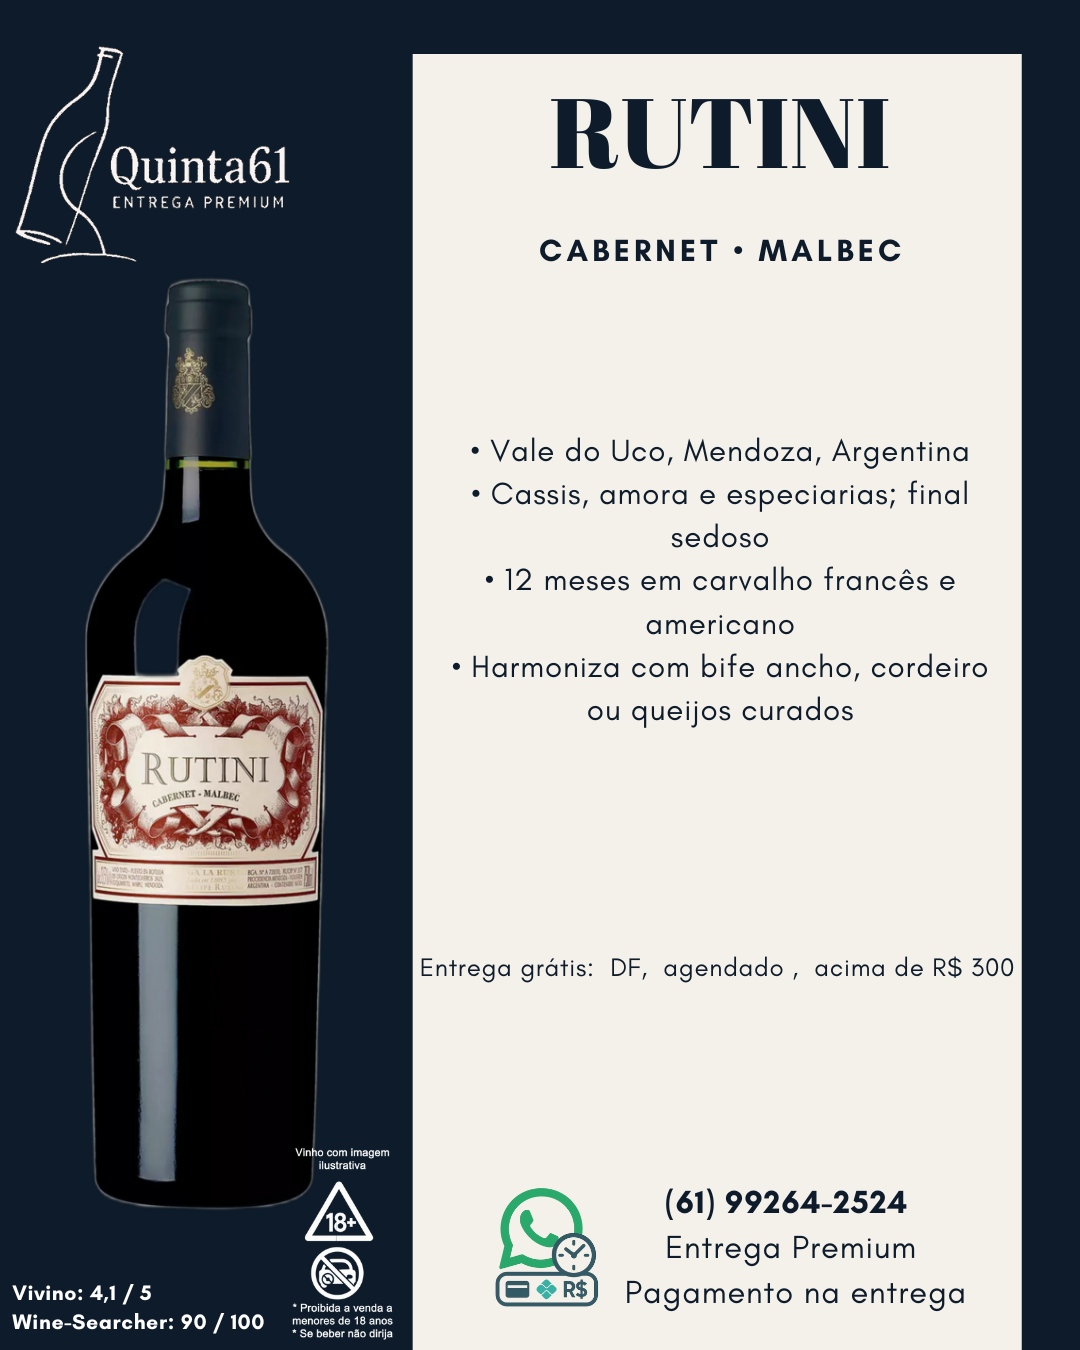 Quinta61
ENTREGA PREMIUM
RUTINI
CABERNET • MALBEC
• Vale do Uco, Mendoza, Argentina
• Cassis, amora e especiarias; final
sedoso
• 12 meses em carvalho francês e
americano
• Harmoniza com bife ancho, cordeiro
ou queijos curados
RUTINI
CABERNET - MALBEC
Entrega grátis: DF, agendado , acima de R$ 300
Vinho com imagem
ilustrativa
18+
* Proibida a venda a
menores de 18 anos
* Se beber não dirija
Vivino: 4,1 / 5
Wine-Searcher: 90 / 100
R$
(61) 99264-2524
Entrega Premium
Pagamento na entrega